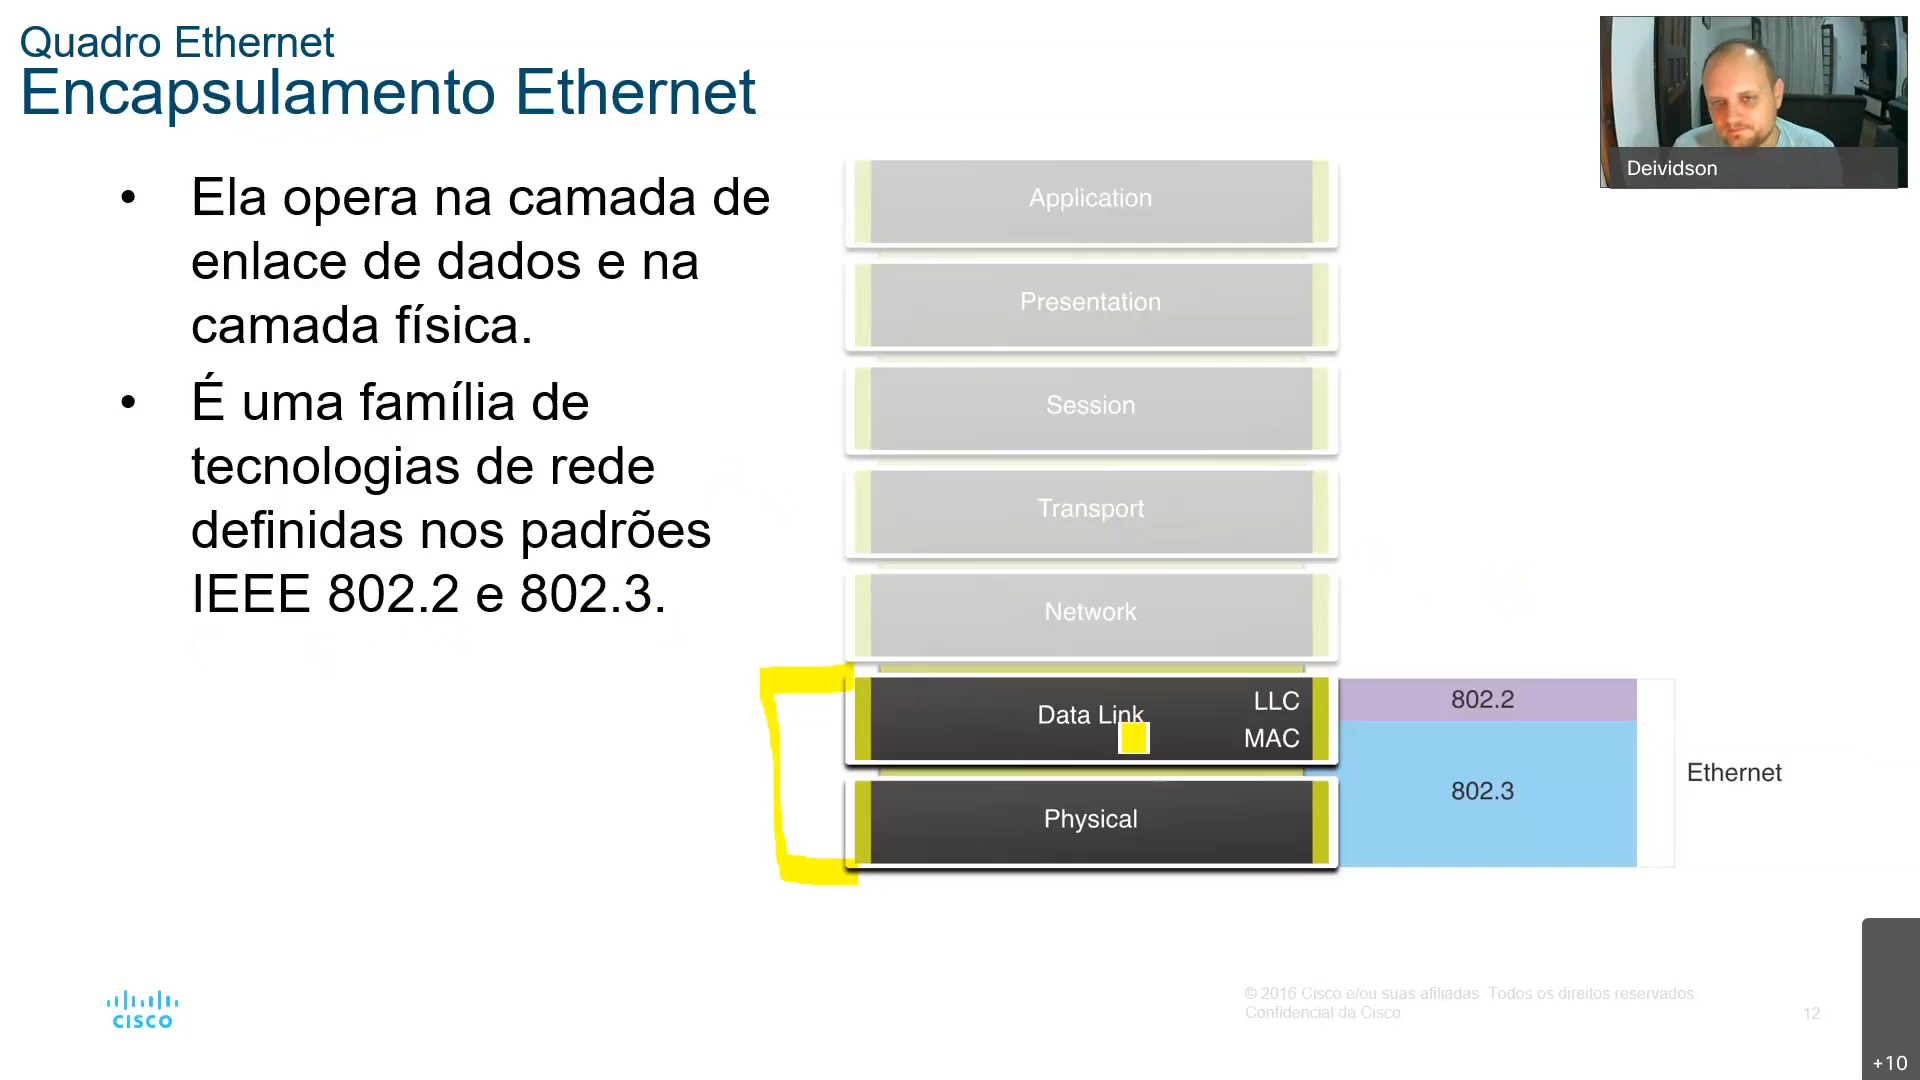 Quadro Ethernet
Encapsulamento Ethernet
Deividson
• Ela opera na camada de
enlace de dados e na
camada física.
• É uma família de
tecnologias de rede
definidas nos padrões
IEEE 802.2 e 802.3.
Application
Presentation
Session
Transport
Network
Data Link
LLC
MAC
Physical
802.2
802.3
Ethernet
CISCO
© 2016 Cisco e/ou suas afiliadas. Todos os direitos reservados.
Confidencial da Cisco
12
+10